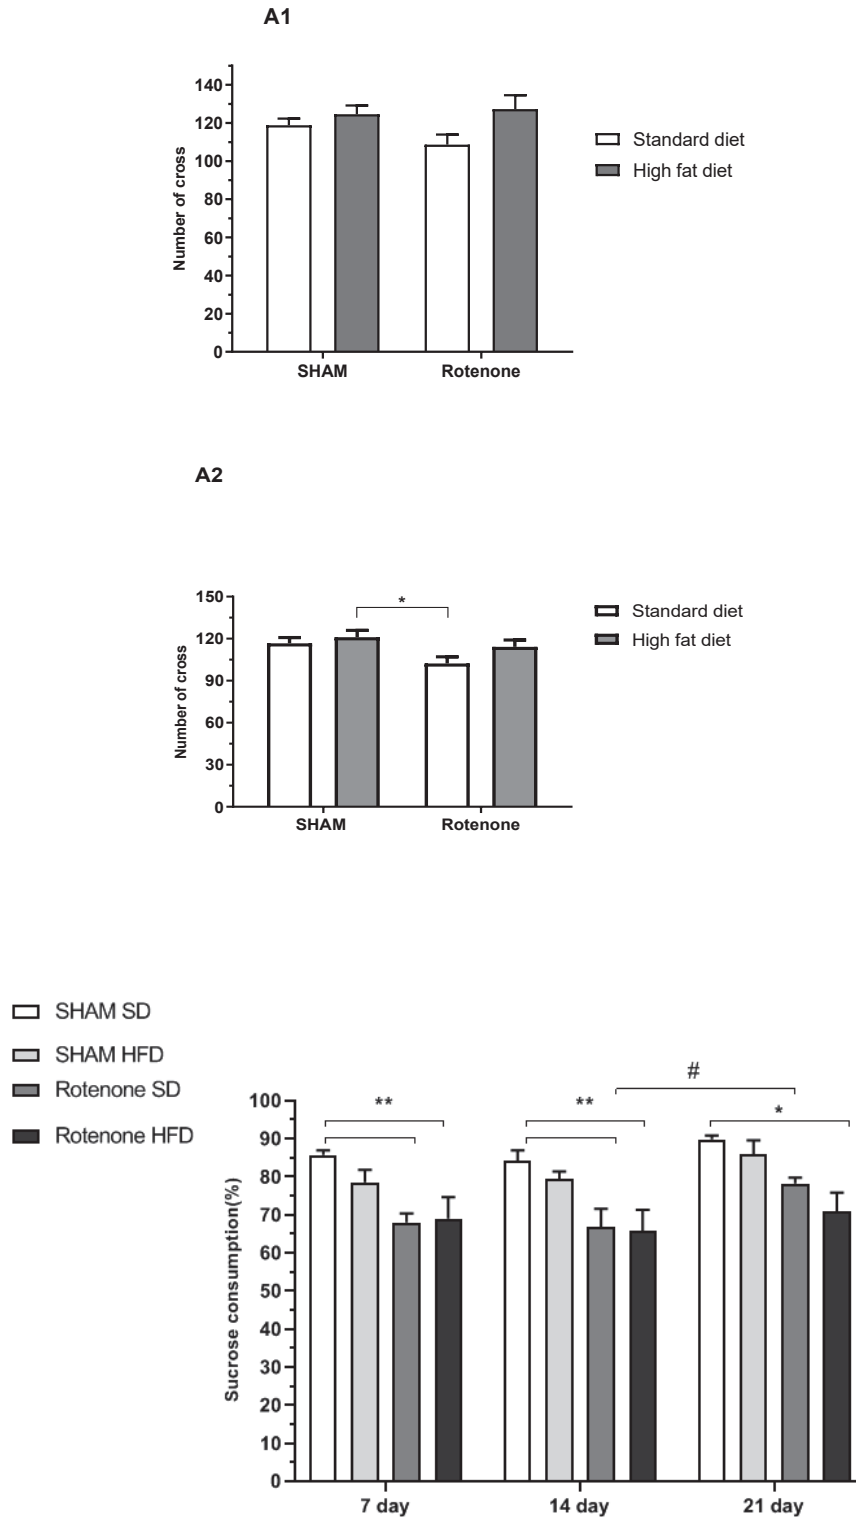 A1
140
120
100
80
60
40
20
0
Number of cross
SHAM
Rotenone
Standard diet
High fat diet
A2
150
120
90
60
30
0
Number of cross
*
SHAM
Rotenone
Standard diet
High fat diet
SHAM SD
SHAM HFD
Rotenone SD
Rotenone HFD
#
**
**
*
100
90
80
70
60
50
40
30
20
10
0
Sucrose consumption(%)
7 day
14 day
21 day